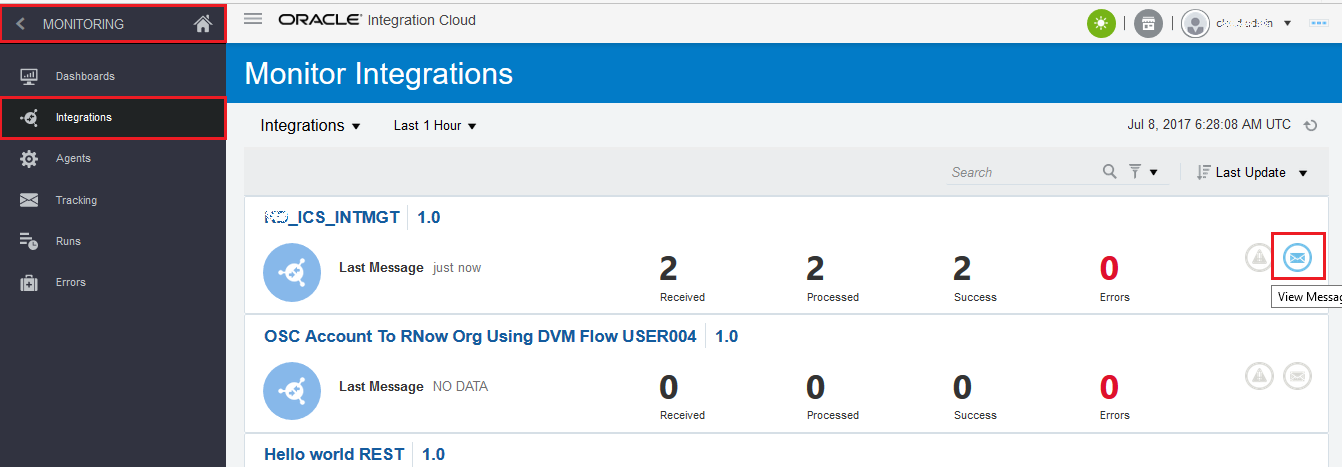 MONITORING
Dashboards
Integrations
Agents
Tracking
Runs
Errors
ORACLE® Integration Cloud
Monitor Integrations
Integrations Last 1 Hour
Jul 8, 2017 6:28:08 AM UTC
Search
Last Update
_ICS_INTMGT 1.0
Last Message just now
2 2 2 0
Received Processed Success Errors
View Messag
OSC Account To RNow Org Using DVM Flow USER004 1.0
Last Message NO DATA
0 0 0 0
Received Processed Success Errors
Hello world REST 1.0